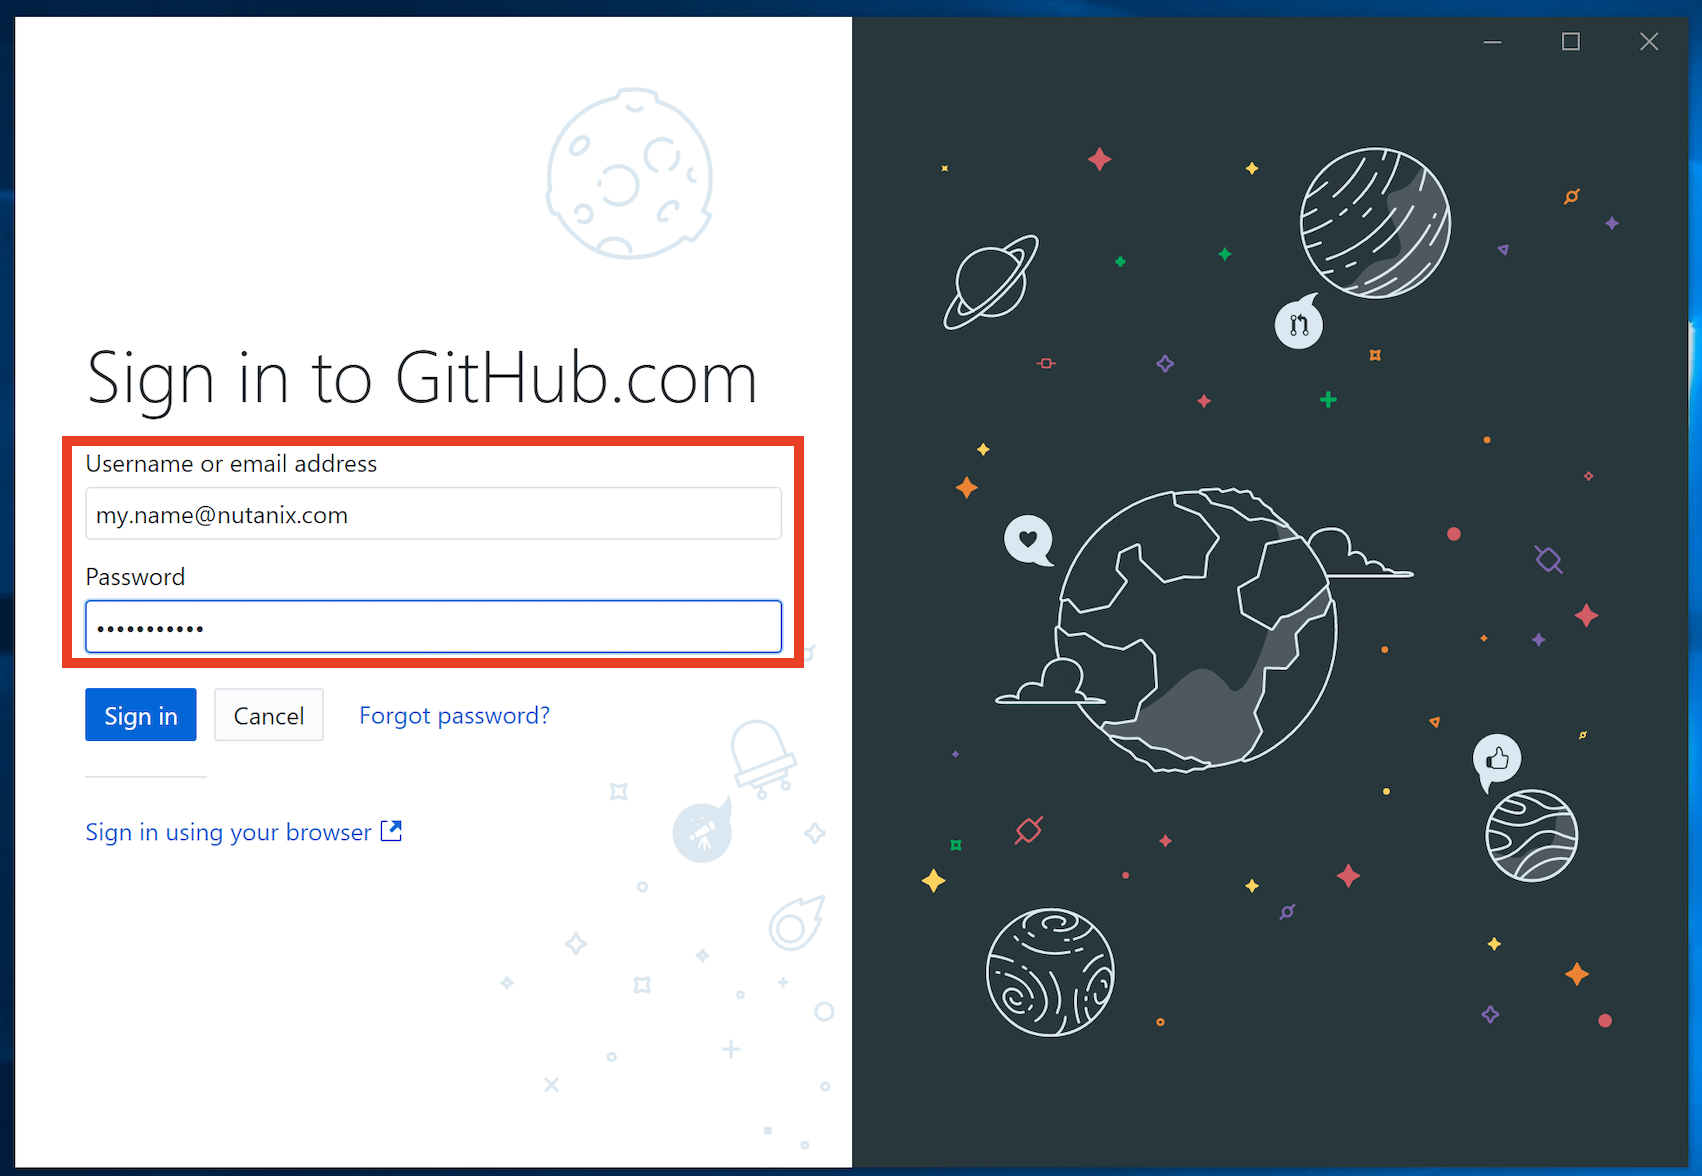 Sign in to GitHub.com
Username or email address
my.name@nutanix.com
Password
•••••••••••
Sign in
Cancel
Forgot password?
Sign in using your browser